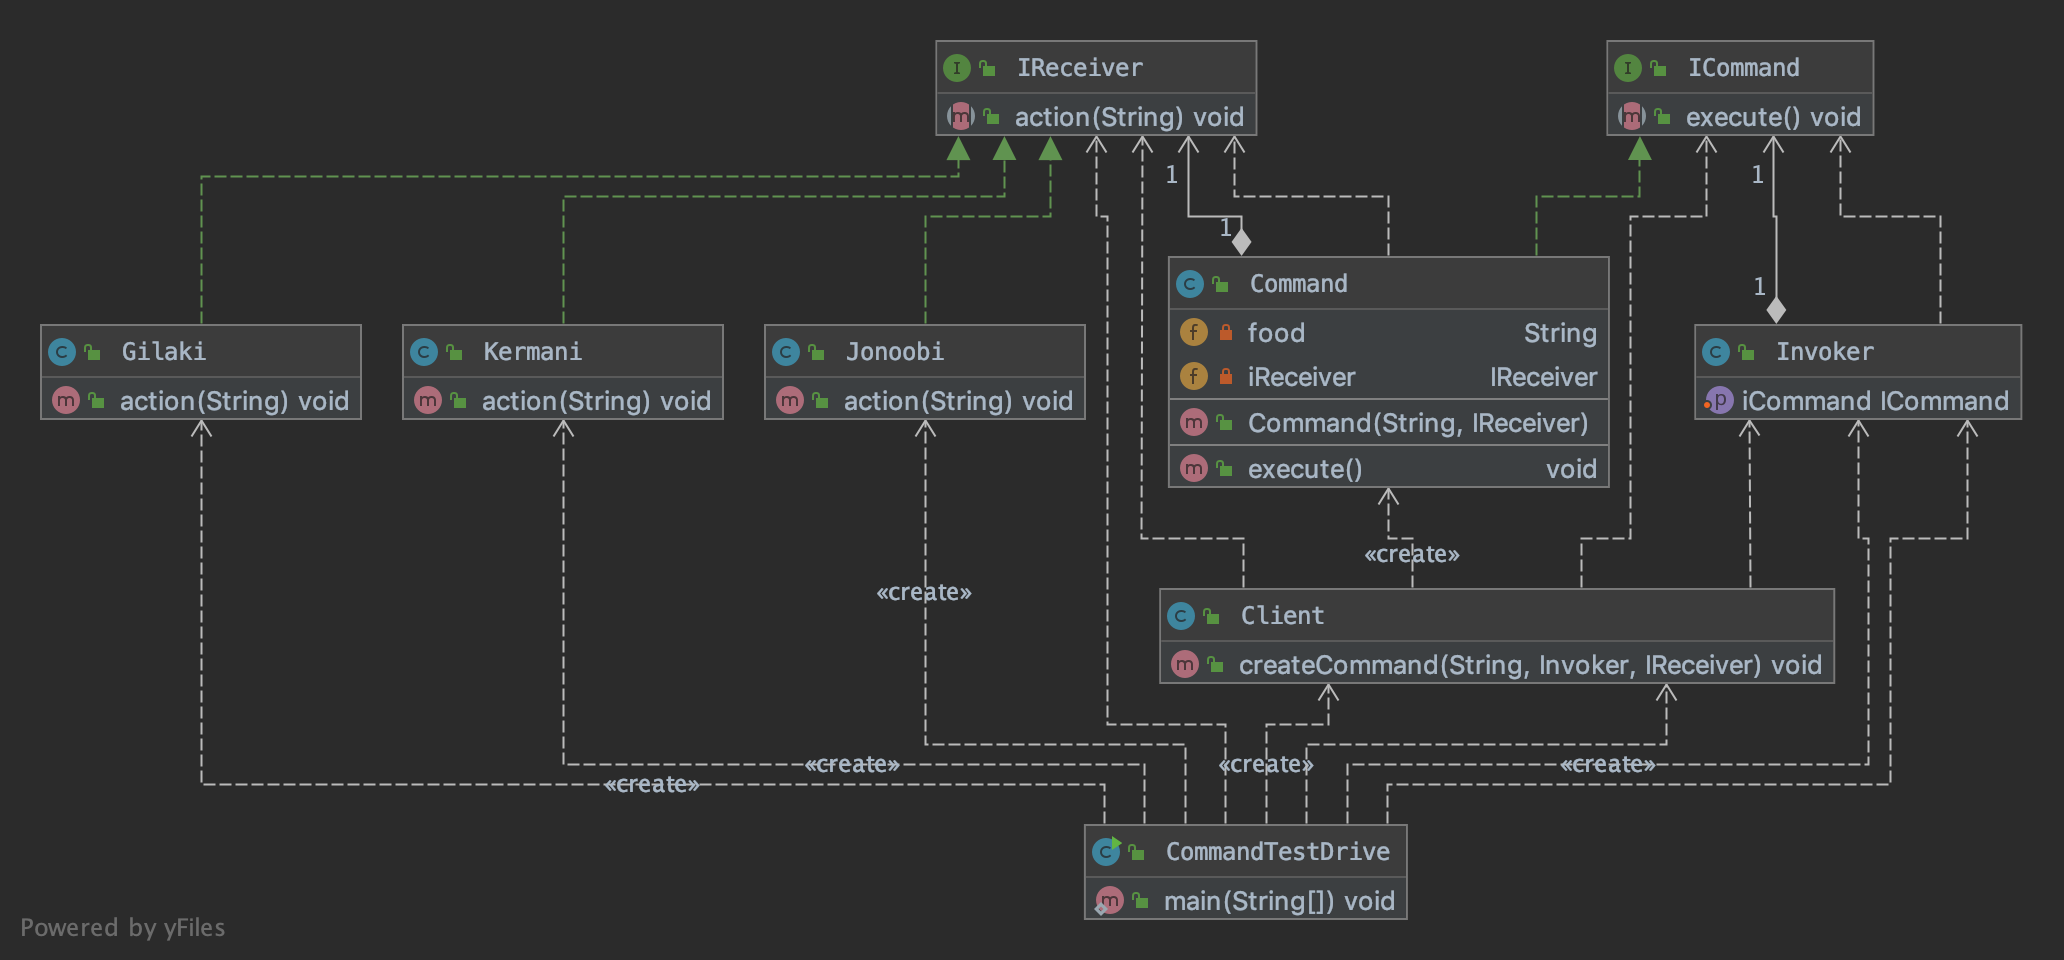 IReceiver
action(String) void
ICommand
execute() void
1
1
1
1
Gilaki
action(String) void
Kermani
action(String) void
Jonoobi
action(String) void
Command
food String
iReceiver IReceiver
Command(String, IReceiver)
execute() void
Invoker
iCommand ICommand
«create»
«create»
Client
createCommand(String, Invoker, IReceiver) void
«create»
«create»
«create»
«create»
CommandTestDrive
main(String[]) void
Powered by yFiles